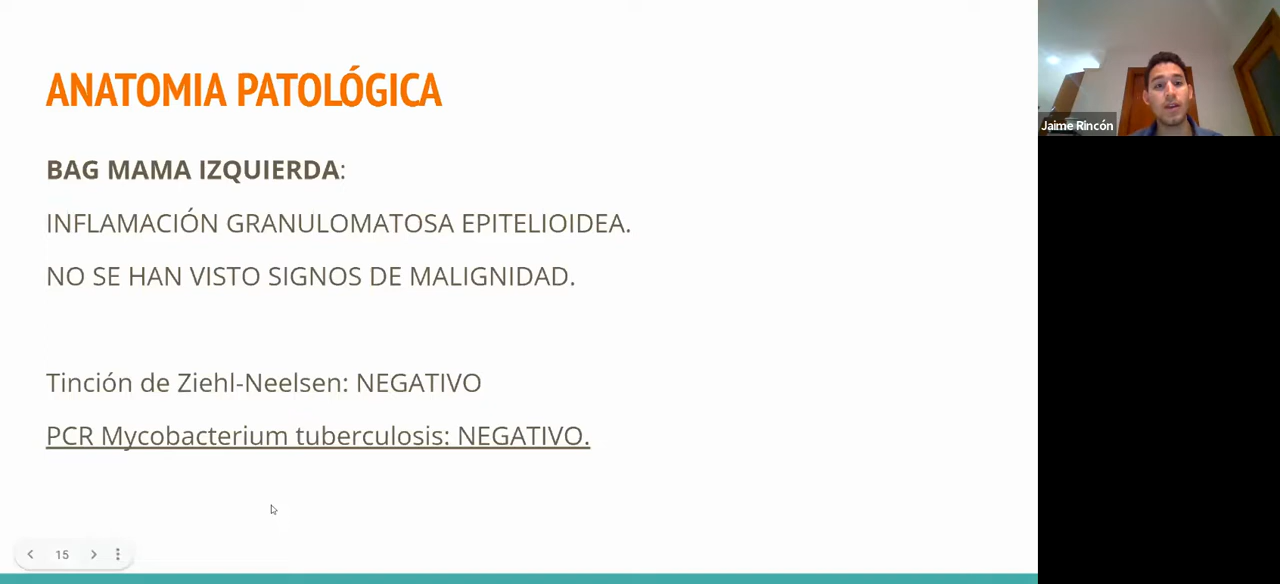 ANATOMIA PATOLÓGICA
BAG MAMA IZQUIERDA:
INFLAMACIÓN GRANULOMATOSA EPITELIOIDEA.
NO SE HAN VISTO SIGNOS DE MALIGNIDAD.
Tinción de Ziehl-Neelsen: NEGATIVO
PCR Mycobacterium tuberculosis: NEGATIVO.
15
Jaime Rincón